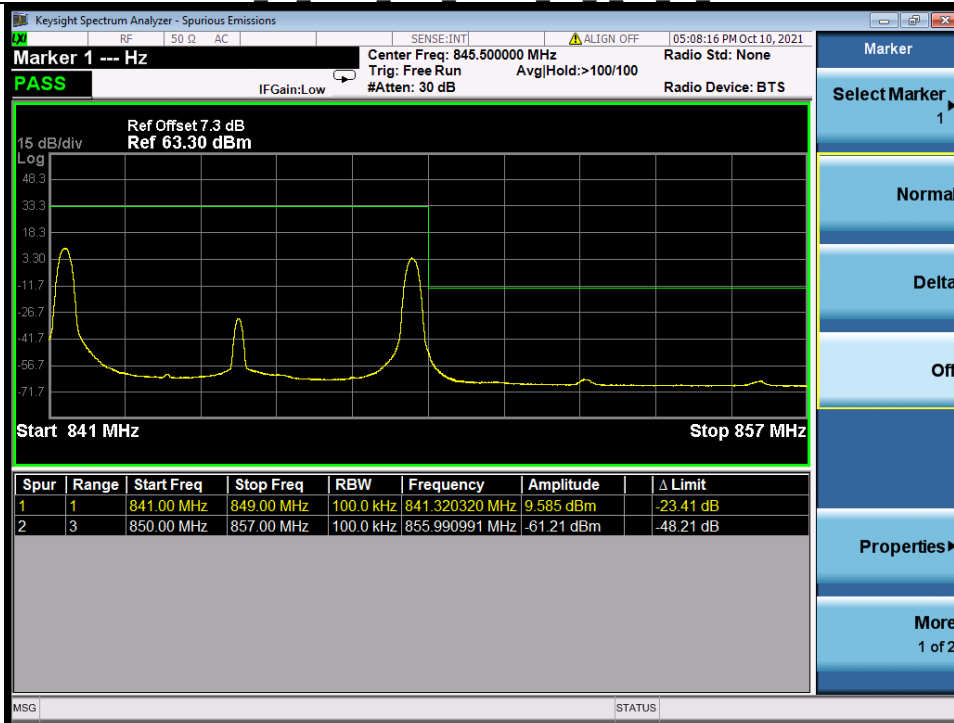 Keysight Spectrum Analyzer - Spurious Emissions
LXI RF 50 Ω AC SENSE:INT ALIGN OFF 05:08:16 PM Oct 10, 2021
Marker 1 --- Hz
Center Freq: 845.500000 MHz
Radio Std: None
Trig: Free Run Avg|Hold:>100/100
PASS
IFGain:Low
#Atten: 30 dB
Radio Device: BTS
Ref Offset 7.3 dB
15 dB/div Ref 63.30 dBm
Log
48.3
33.3
18.3
3.30
-11.7
-26.7
-41.7
-56.7
-71.7
Start 841 MHz Stop 857 MHz
Spur Range Start Freq Stop Freq RBW Frequency Amplitude Δ Limit
1 1 841.00 MHz 849.00 MHz 100.0 kHz 841.320320 MHz 9.585 dBm -23.41 dB
2 3 850.00 MHz 857.00 MHz 100.0 kHz 855.990991 MHz -61.21 dBm -48.21 dB
Marker
Select Marker
1
Normal
Delta
Off
Properties
More
1 of 2
MSG STATUS